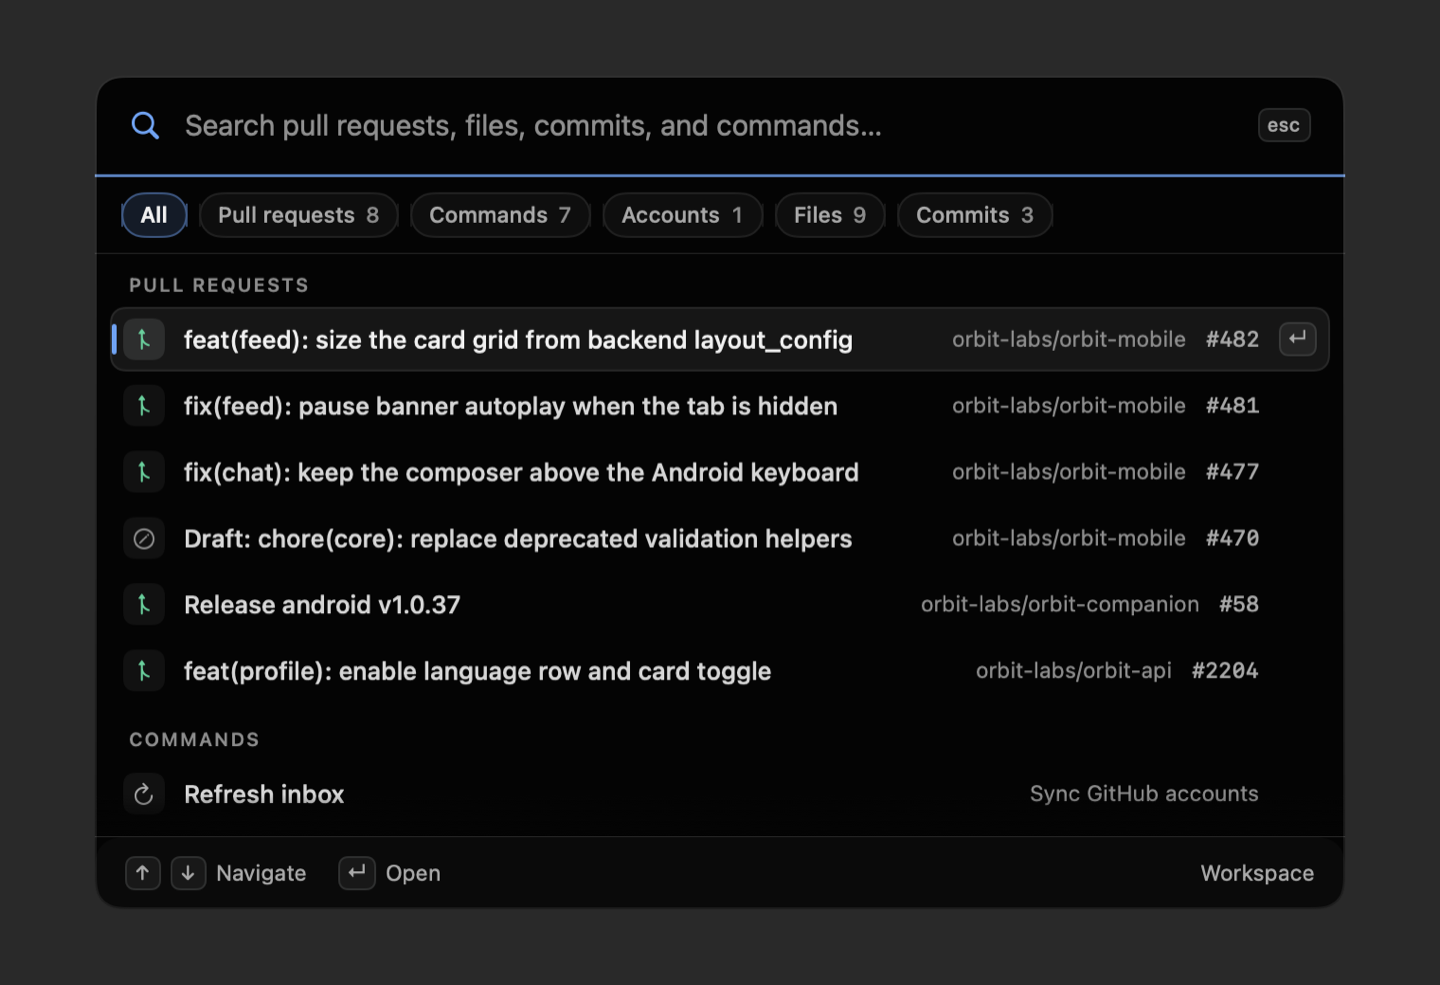 Search pull requests, files, commits, and commands... esc
All Pull requests 8 Commands 7 Accounts 1 Files 9 Commits 3
PULL REQUESTS
feat(feed): size the card grid from backend layout_config orbit-labs/orbit-mobile #482
fix(feed): pause banner autoplay when the tab is hidden orbit-labs/orbit-mobile #481
fix(chat): keep the composer above the Android keyboard orbit-labs/orbit-mobile #477
Draft: chore(core): replace deprecated validation helpers orbit-labs/orbit-mobile #470
Release android v1.0.37 orbit-labs/orbit-companion #58
feat(profile): enable language row and card toggle orbit-labs/orbit-api #2204
COMMANDS
Refresh inbox Sync GitHub accounts
↑ ↓ Navigate ↵ Open Workspace